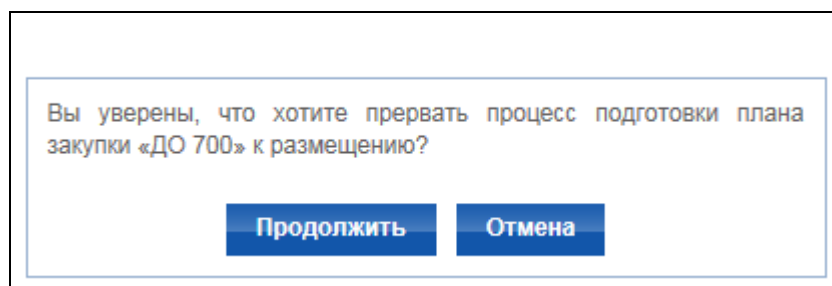 Вы уверены, что хотите прервать процесс подготовки плана
закупки «ДО 700» к размещению?
Продолжить Отмена